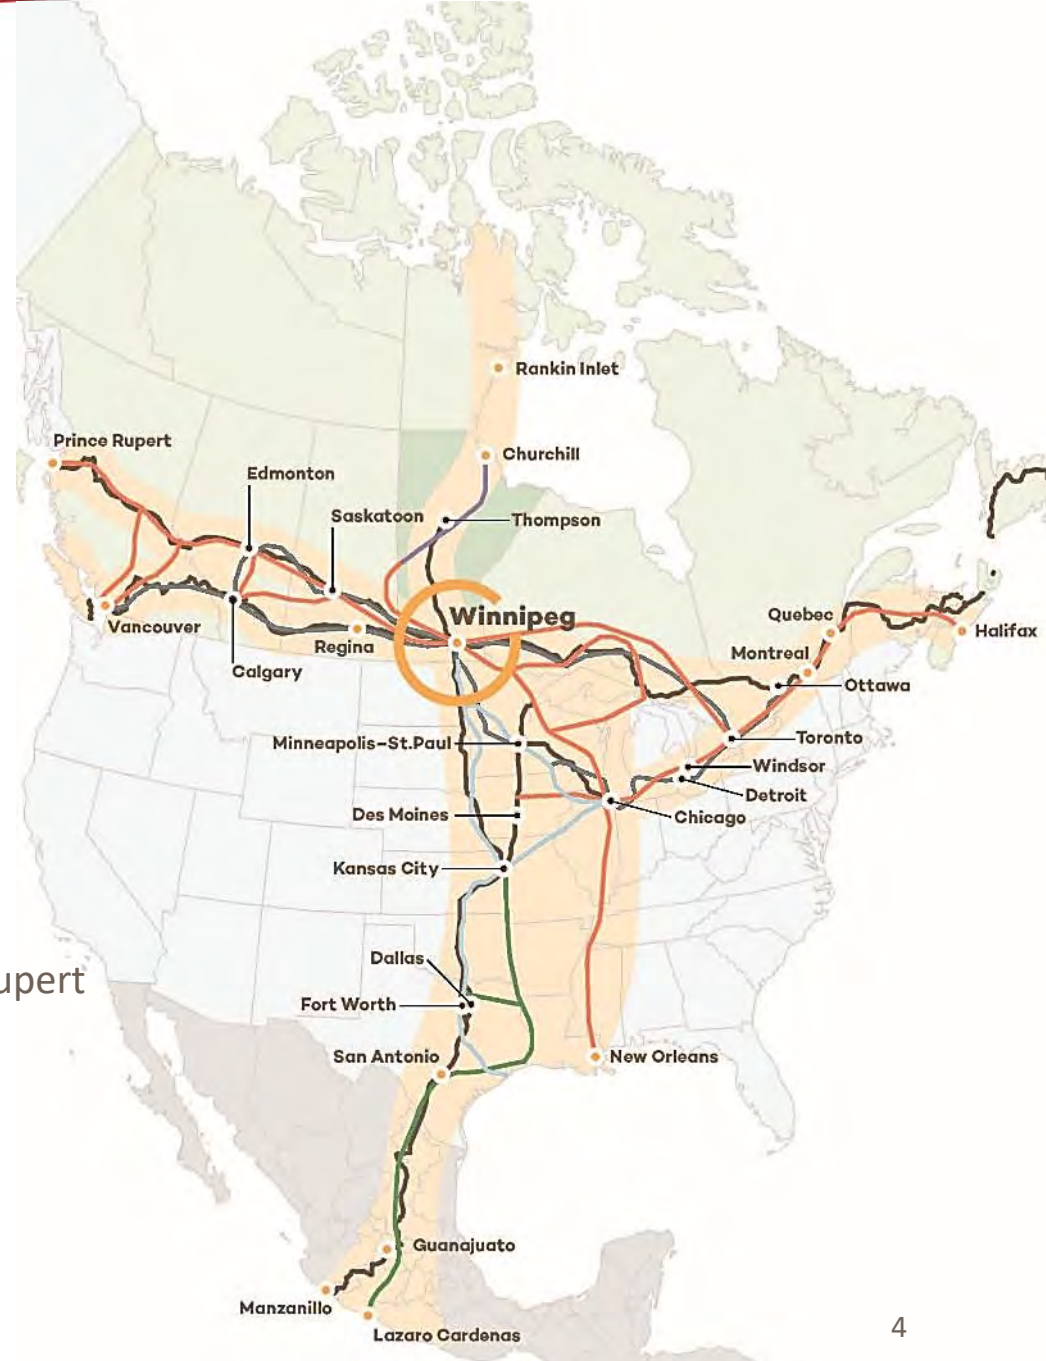 Rankin Inlet
Prince Rupert
Churchill
Edmonton
Saskatoon
Thompson
Winnipeg
Quebec
Vancouver
Halifax
Regina
Montreal
Calgary
Ottawa
Minneapolis–St.Paul
Toronto
Windsor
Detroit
Des Moines
Chicago
Kansas City
Dallas
upert
Fort Worth
San Antonio
New Orleans
Guanajuato
Manzanillo
Lazaro Cardenas
4